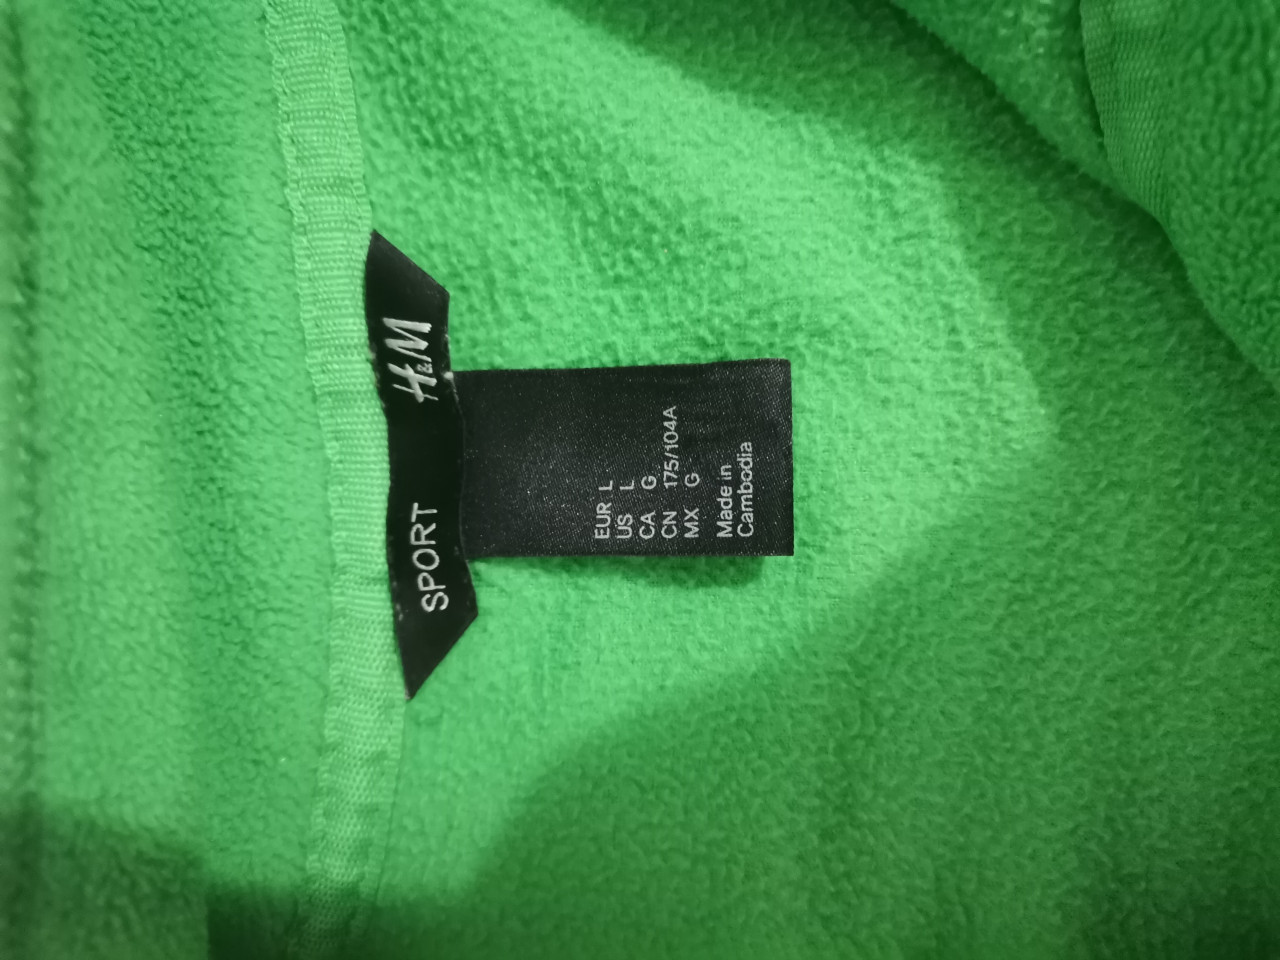 SPORT H&M
EUR L
US L
CA G
CN 175/104A
MX G
Made in
Cambodia